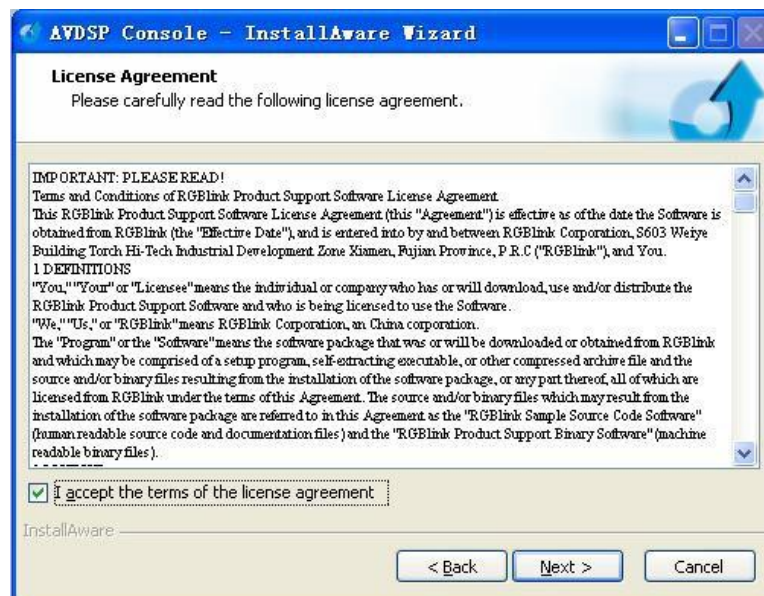 AVDSP Console - InstallAware Wizard
License Agreement
Please carefully read the following license agreement.
IMPORTANT: PLEASE READ!
Terms and Conditions of RGBlink Product Support Software License Agreement
This RGBlink Product Support Software License Agreement (this "Agreement") is effective as of the date the Software is
obtained from RGBlink (the "Effective Date"), and is entered into by and between RGBlink Corporation, S603 Weiye
Building Torch Hi-Tech Industrial Development Zone Xiamen, Fujian Province, P.R.C ("RGBlink"), and You.
1 DEFINITIONS
"You," "Your" or "Licensee" means the individual or company who has or will download, use and/or distribute the
RGBlink Product Support Software and who is being licensed to use the Software.
"We," "Us," or "RGBlink" means RGBlink Corporation, an China corporation.
The "Program" or the "Software" means the software package that was or will be downloaded or obtained from RGBlink
and which may be comprised of a setup program, self-extracting executable, or other compressed archive file and the
source and/or binary files resulting from the installation of the software package, or any part thereof, all of which are
licensed from RGBlink under the terms of this Agreement. The source and/or binary files which may result from the
installation of the software package are referred to in this Agreement as the "RGBlink Sample Source Code Software"
(human readable source code and documentation files) and the "RGBlink Product Support Binary Software" (machine
readable binary files).
I accept the terms of the license agreement
InstallAware
< Back
Next >
Cancel